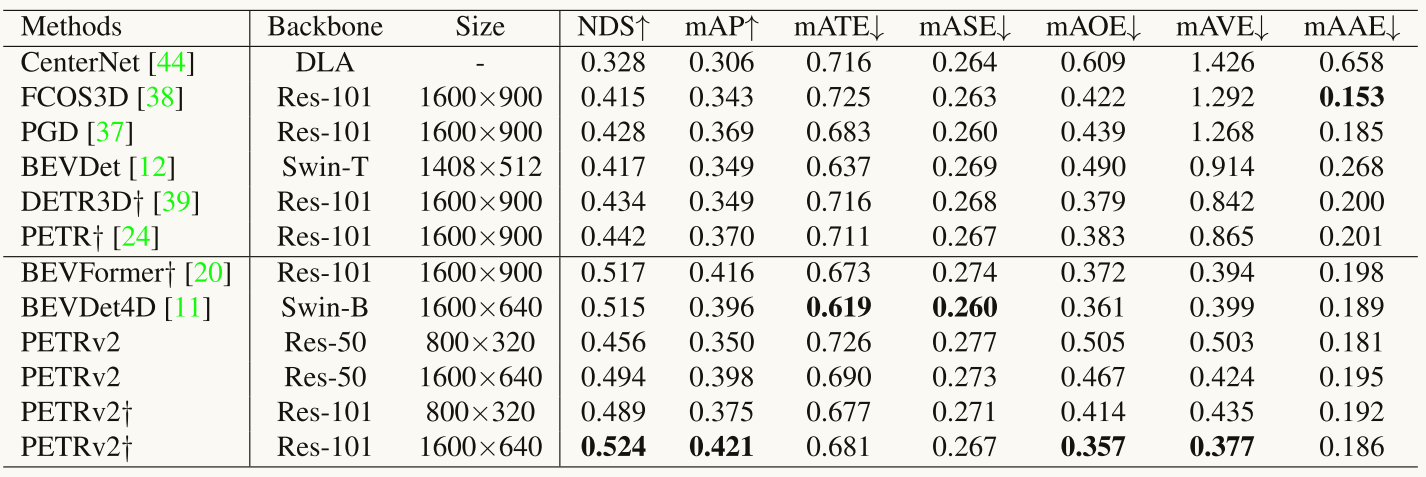 Methods Backbone Size NDS↑ mAP↑ mATE↓ mASE↓ mAOE↓ mAVE↓ mAAE↓
CenterNet [44] DLA - 0.328 0.306 0.716 0.264 0.609 1.426 0.658
FCOS3D [38] Res-101 1600×900 0.415 0.343 0.725 0.263 0.422 1.292 0.153
PGD [37] Res-101 1600×900 0.428 0.369 0.683 0.260 0.439 1.268 0.185
BEVDet [12] Swin-T 1408×512 0.417 0.349 0.637 0.269 0.490 0.914 0.268
DETR3D† [39] Res-101 1600×900 0.434 0.349 0.716 0.268 0.379 0.842 0.200
PETR† [24] Res-101 1600×900 0.442 0.370 0.711 0.267 0.383 0.865 0.201
BEVFormer† [20] Res-101 1600×900 0.517 0.416 0.673 0.274 0.372 0.394 0.198
BEVDet4D [11] Swin-B 1600×640 0.515 0.396 0.619 0.260 0.361 0.399 0.189
PETRv2 Res-50 800×320 0.456 0.350 0.726 0.277 0.505 0.503 0.181
PETRv2 Res-50 1600×640 0.494 0.398 0.690 0.273 0.467 0.424 0.195
PETRv2† Res-101 800×320 0.489 0.375 0.677 0.271 0.414 0.435 0.192
PETRv2† Res-101 1600×640 0.524 0.421 0.681 0.267 0.357 0.377 0.186